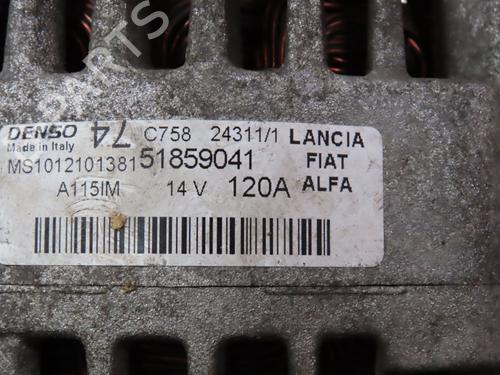 DENSO 74 C758 24311/1 LANCIA
Made in Italy
MS1012101381 51859041 FIAT
A115IM 14 V 120A ALFA
PARTS